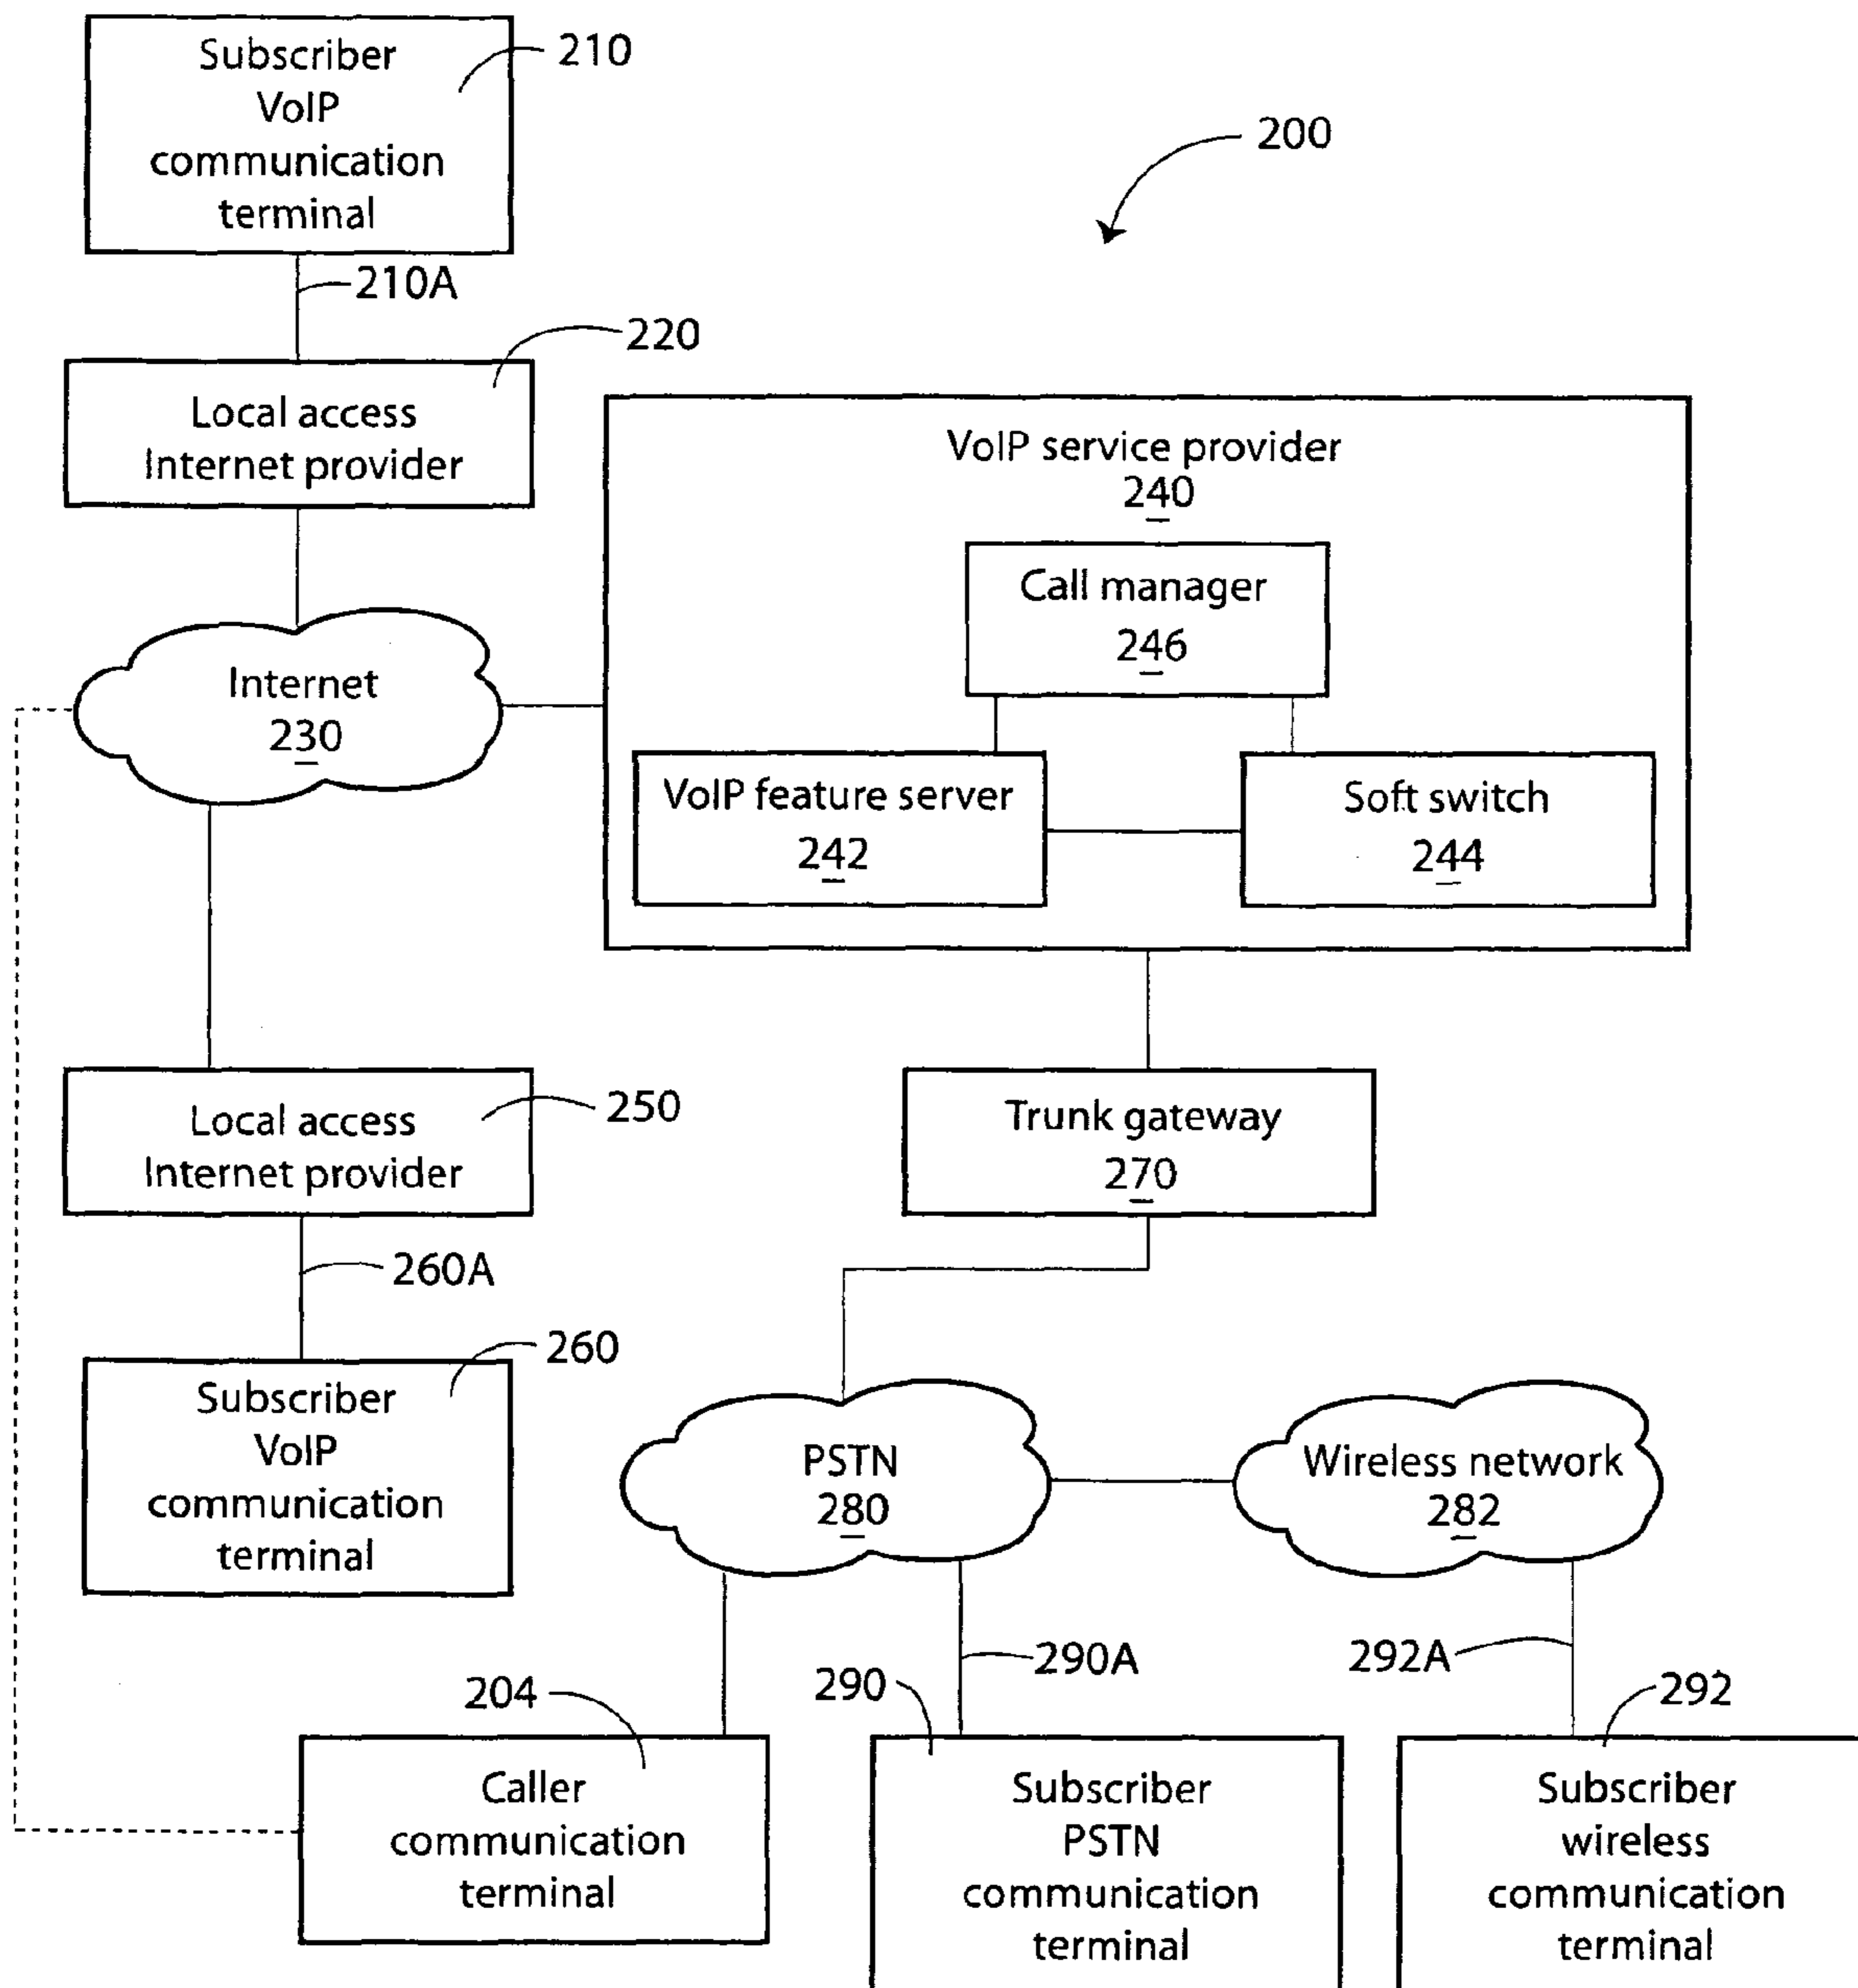 Subscriber
VoIP
communication
terminal
210
200
210A
220
Local access
Internet provider
VoIP service provider
240
Call manager
246
Internet
230
VoIP feature server
242
Soft switch
244
250
Local access
Internet provider
Trunk gateway
270
260A
260
Subscriber
VoIP
communication
terminal
PSTN
280
Wireless network
282
290A
292A
204
290
292
Caller
communication
terminal
Subscriber
PSTN
communication
terminal
Subscriber
wireless
communication
terminal